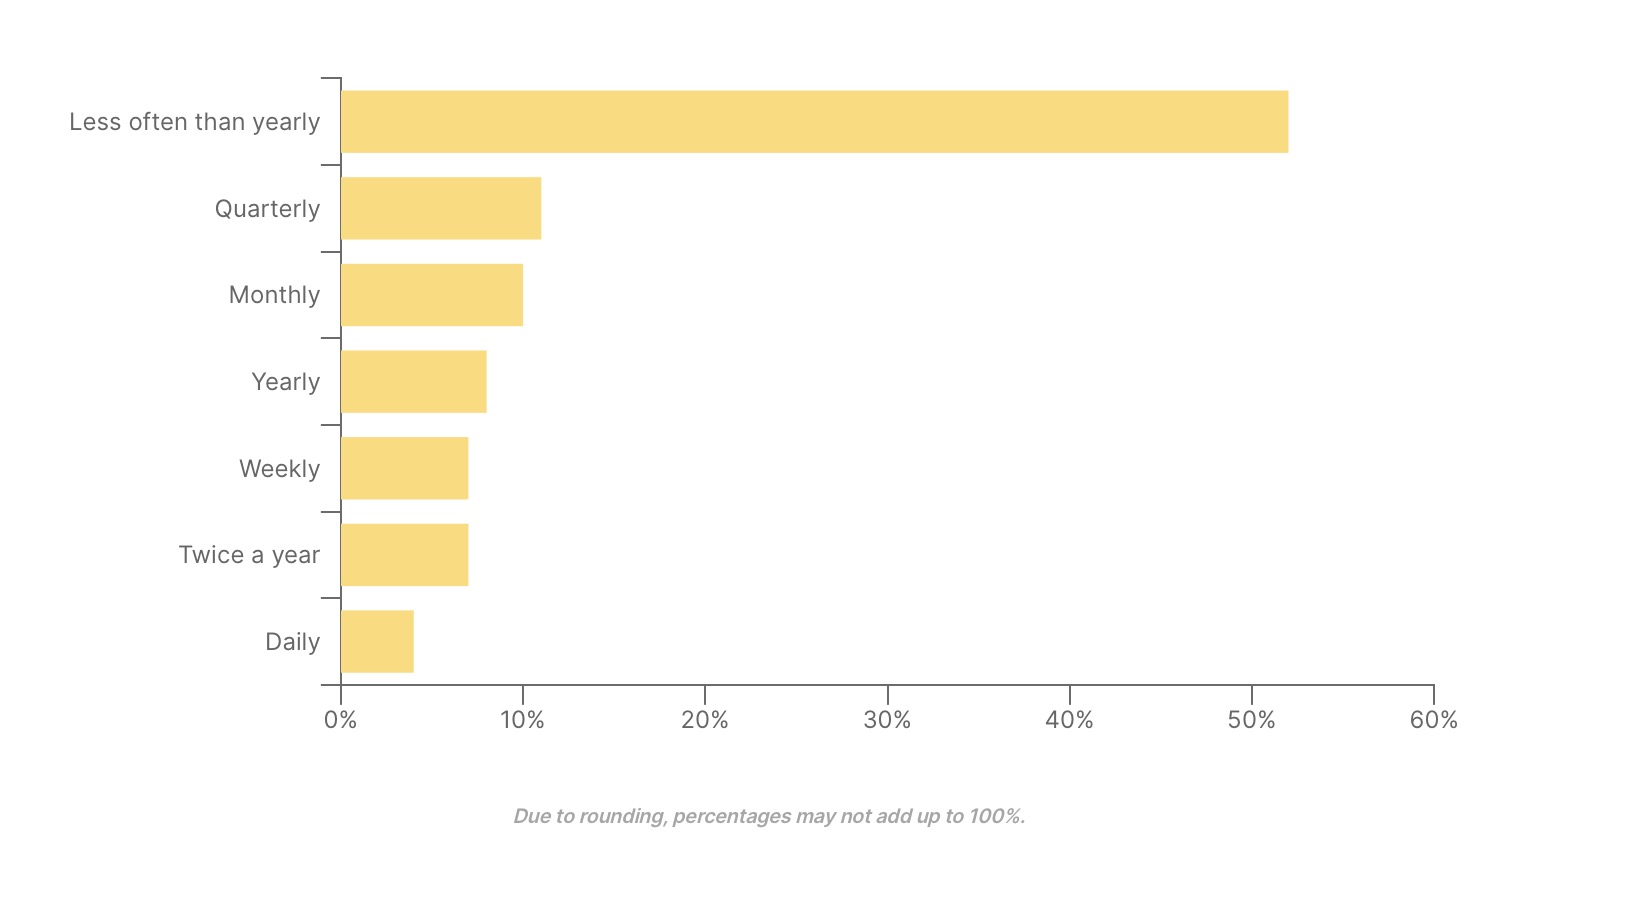 Less often than yearly
Quarterly
Monthly
Yearly
Weekly
Twice a year
Daily
0% 10% 20% 30% 40% 50% 60%
Due to rounding, percentages may not add up to 100%.